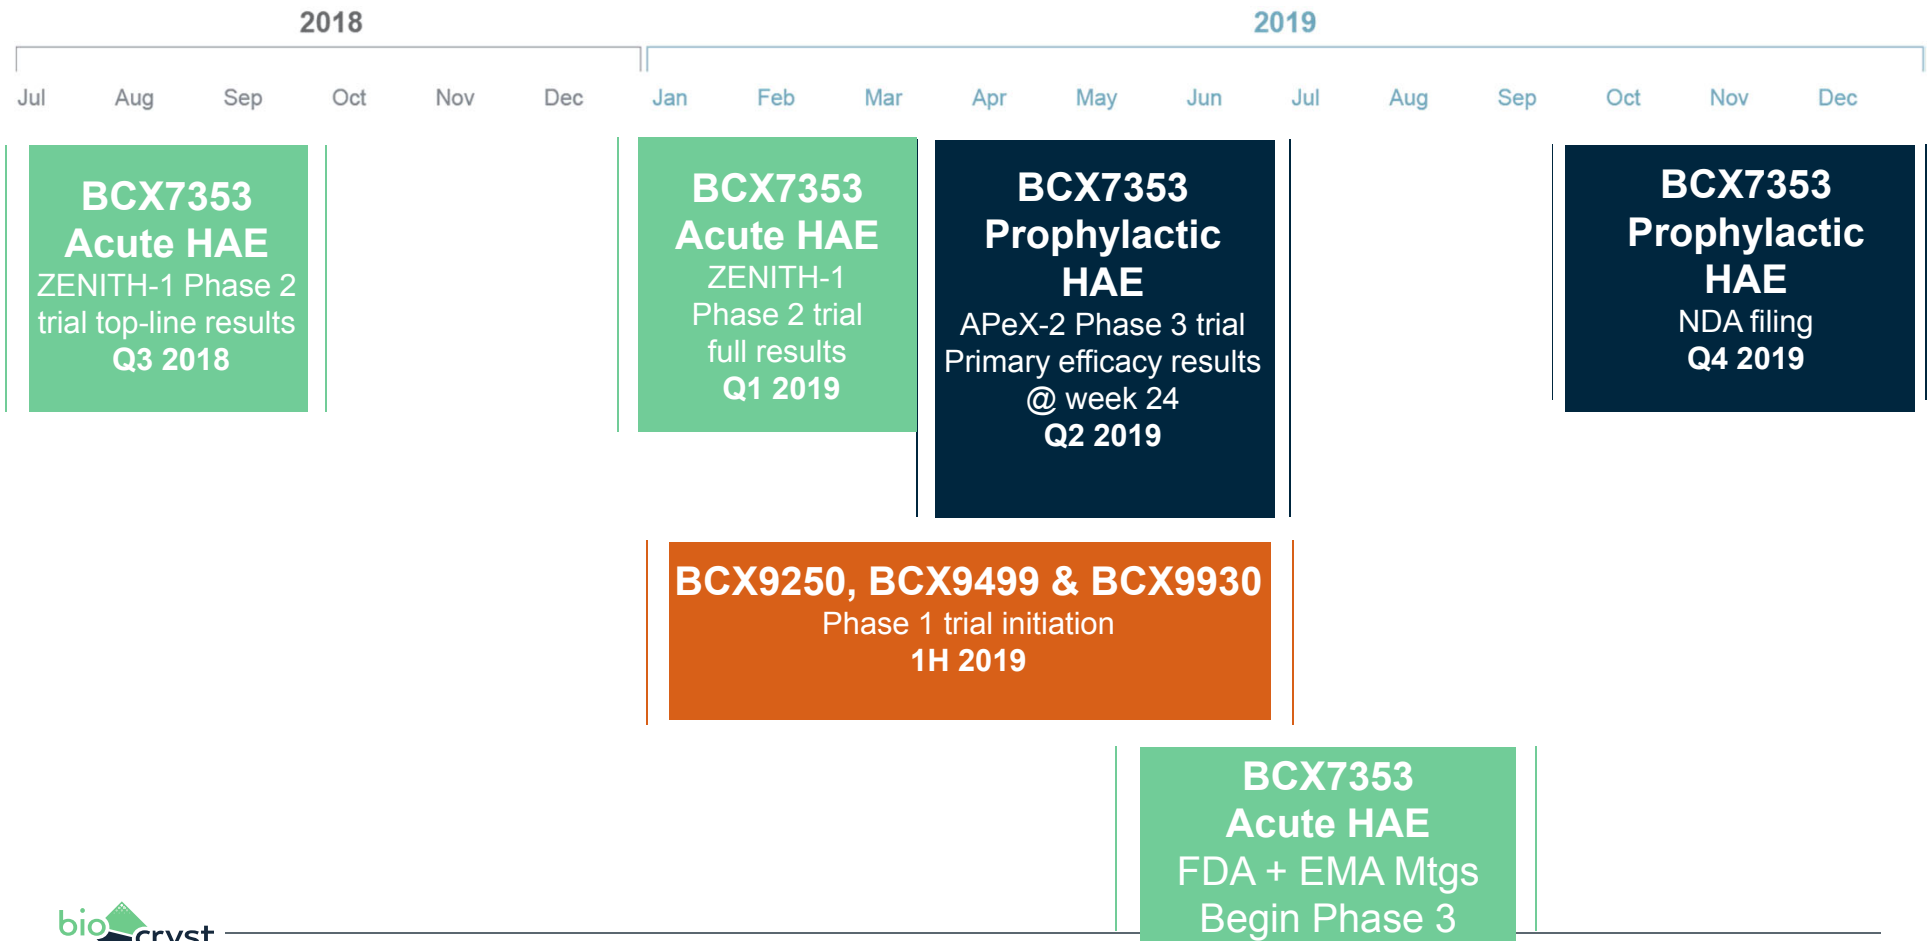 2018
2019
Jul Aug Sep Oct Nov Dec Jan Feb Mar Apr May Jun Jul Aug Sep Oct Nov Dec
BCX7353
Acute HAE
ZENITH-1 Phase 2
trial top-line results
Q3 2018
BCX7353
Acute HAE
ZENITH-1
Phase 2 trial
full results
Q1 2019
BCX7353
Prophylactic
HAE
APeX-2 Phase 3 trial
Primary efficacy results
@ week 24
Q2 2019
BCX7353
Prophylactic
HAE
NDA filing
Q4 2019
BCX9250, BCX9499 & BCX9930
Phase 1 trial initiation
1H 2019
BCX7353
Acute HAE
FDA + EMA Mtgs
Begin Phase 3
bio
cryst